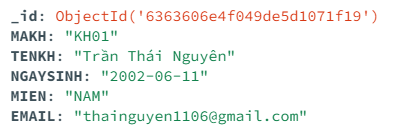 _id: ObjectId('6363606e4f049de5d1071f19')
MAKH: "KH01"
TENKH: "Trần Thái Nguyên"
NGAYSINH: "2002-06-11"
MIEN: "NAM"
EMAIL: "thainguyen1106@gmail.com"